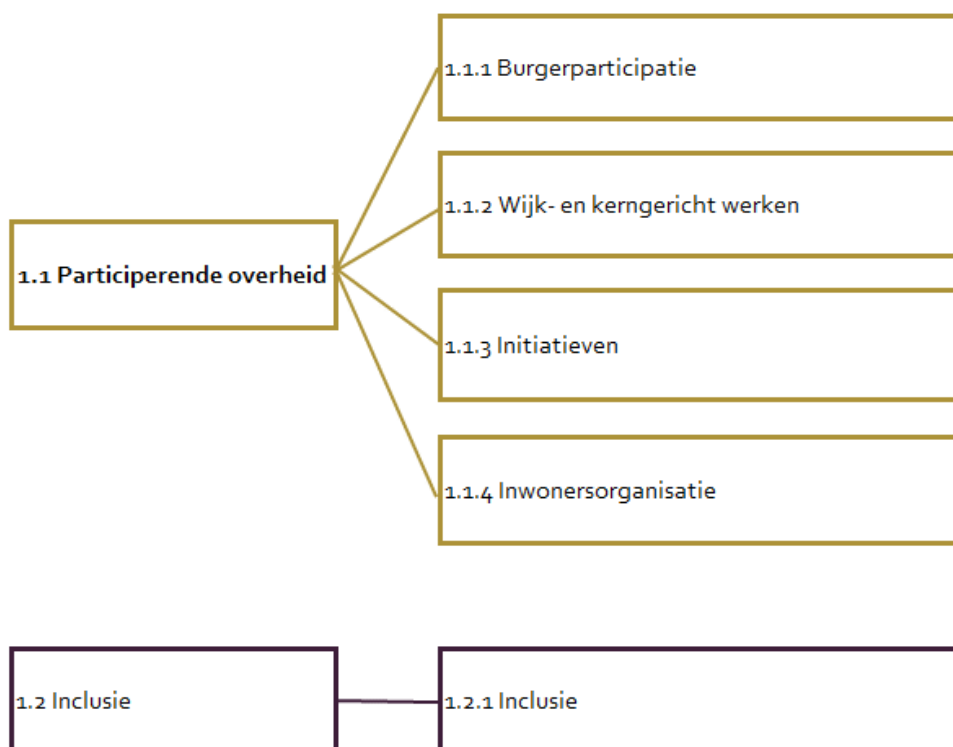 1.1 Participerende overheid
1.1.1 Burgerparticipatie
1.1.2 Wijk- en kerngericht werken
1.1.3 Initiatieven
1.1.4 Inwonersorganisatie
1.2 Inclusie
1.2.1 Inclusie